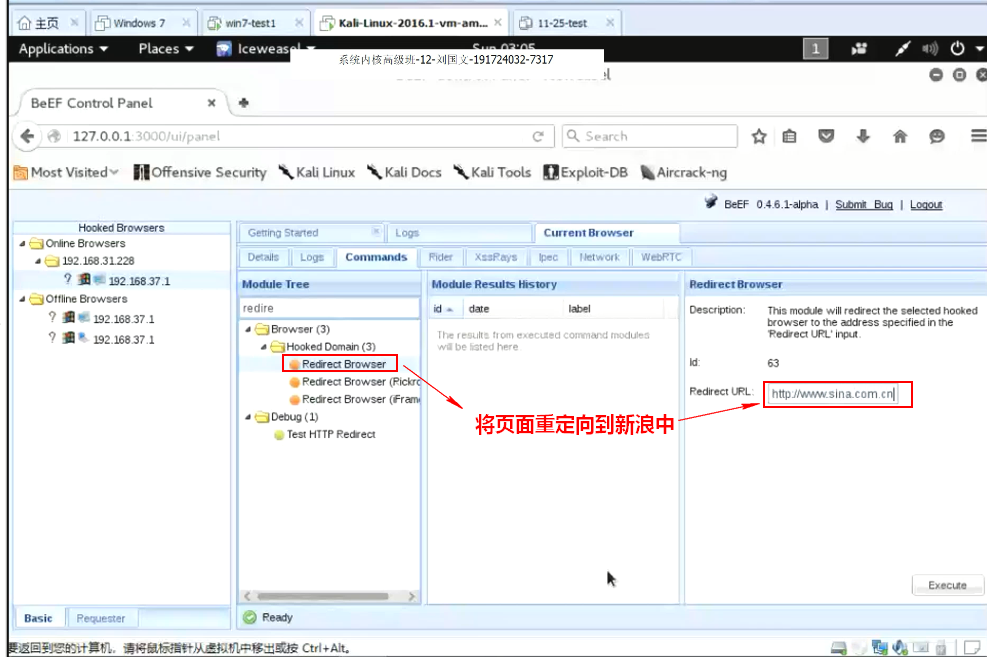 主页 Windows 7 win7-test1 Kali-Linux-2016.1-vm-am... 11-25-test
Applications Places Iceweasel Sun 03:05 1
系统内核高级班-12-刘国文-191724032-7317
BeEF Control Panel
127.0.0.1:3000/ui/panel Search
Most Visited Offensive Security Kali Linux Kali Docs Kali Tools Exploit-DB Aircrack-ng
BeEF 0.4.6.1-alpha | Submit Bug | Logout
Hooked Browsers
Online Browsers
192.168.31.228
? 192.168.37.1
Offline Browsers
? 192.168.37.1
? 192.168.37.1
Basic Requester
Getting Started Logs Current Browser
Details Logs Commands Rider XssRays Ipec Network WebRTC
Module Tree
redire
Browser (3)
Hooked Domain (3)
Redirect Browser
Redirect Browser (Rickro
Redirect Browser (iFrame
Debug (1)
Test HTTP Redirect
Module Results History
id date label
The results from executed command modules
will be listed here.
将页面重定向到新浪中
Redirect Browser
Description: This module will redirect the selected hooked
browser to the address specified in the
'Redirect URL' input.
Id: 63
Redirect URL: http://www.sina.com.cn
Execute
Ready
要返回到您的计算机，请将鼠标指针从虚拟机中移出或按 Ctrl+Alt。